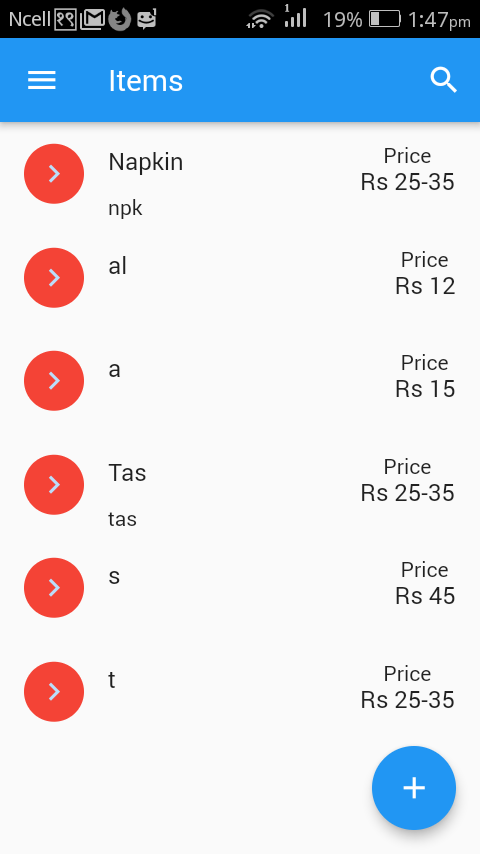 Ncell १९ 19% 1:47pm
Items
Napkin
Price
Rs 25-35
npk
al
Price
Rs 12
a
Price
Rs 15
Tas
Price
Rs 25-35
tas
s
Price
Rs 45
t
Price
Rs 25-35